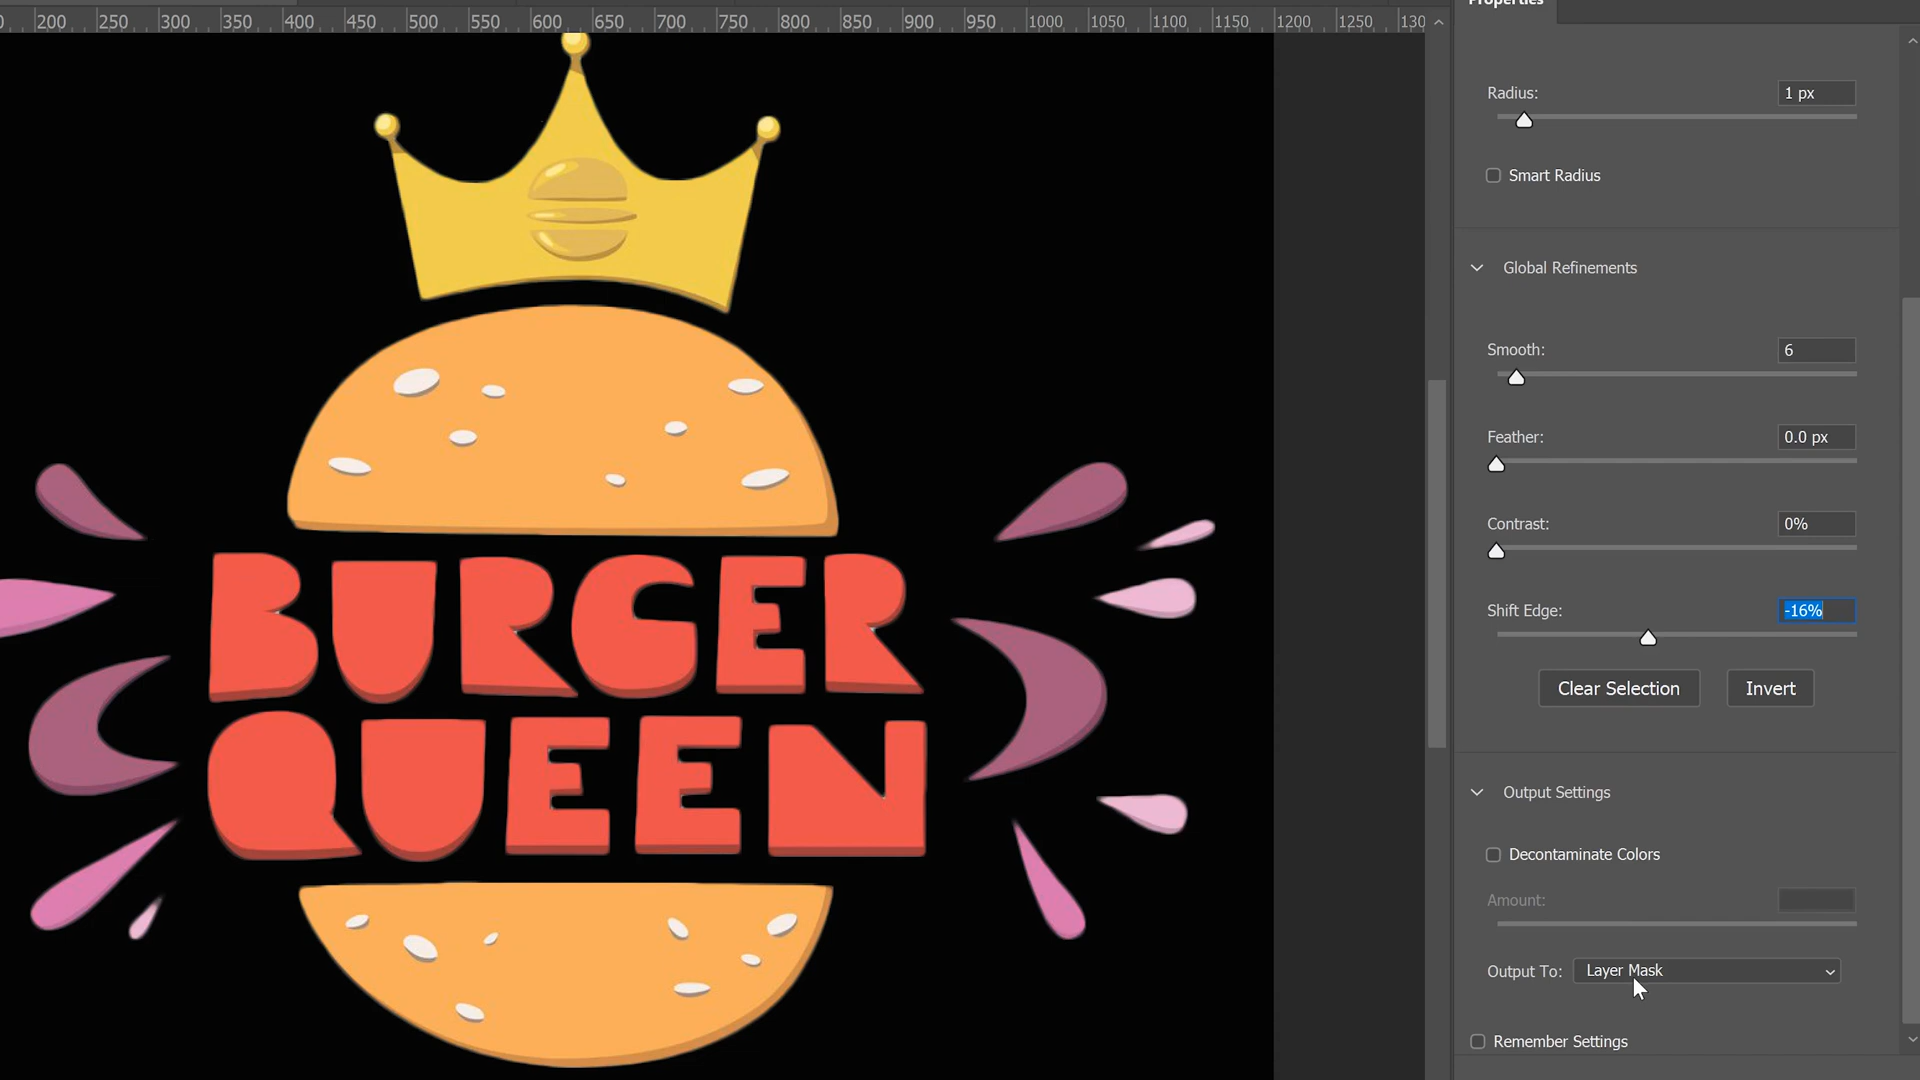 200 250 300 350 400 450 500 550 600 650 700 750 800 850 900 950 1000 1050 1100 1150 1200 1250 130
Properties
Radius:
1 px
Smart Radius
Global Refinements
Smooth:
6
Feather:
0.0 px
Contrast:
0%
Shift Edge:
-16%
Clear Selection
Invert
Output Settings
Decontaminate Colors
Amount:
Output To:
Layer Mask
Remember Settings
BURGER
QUEEN